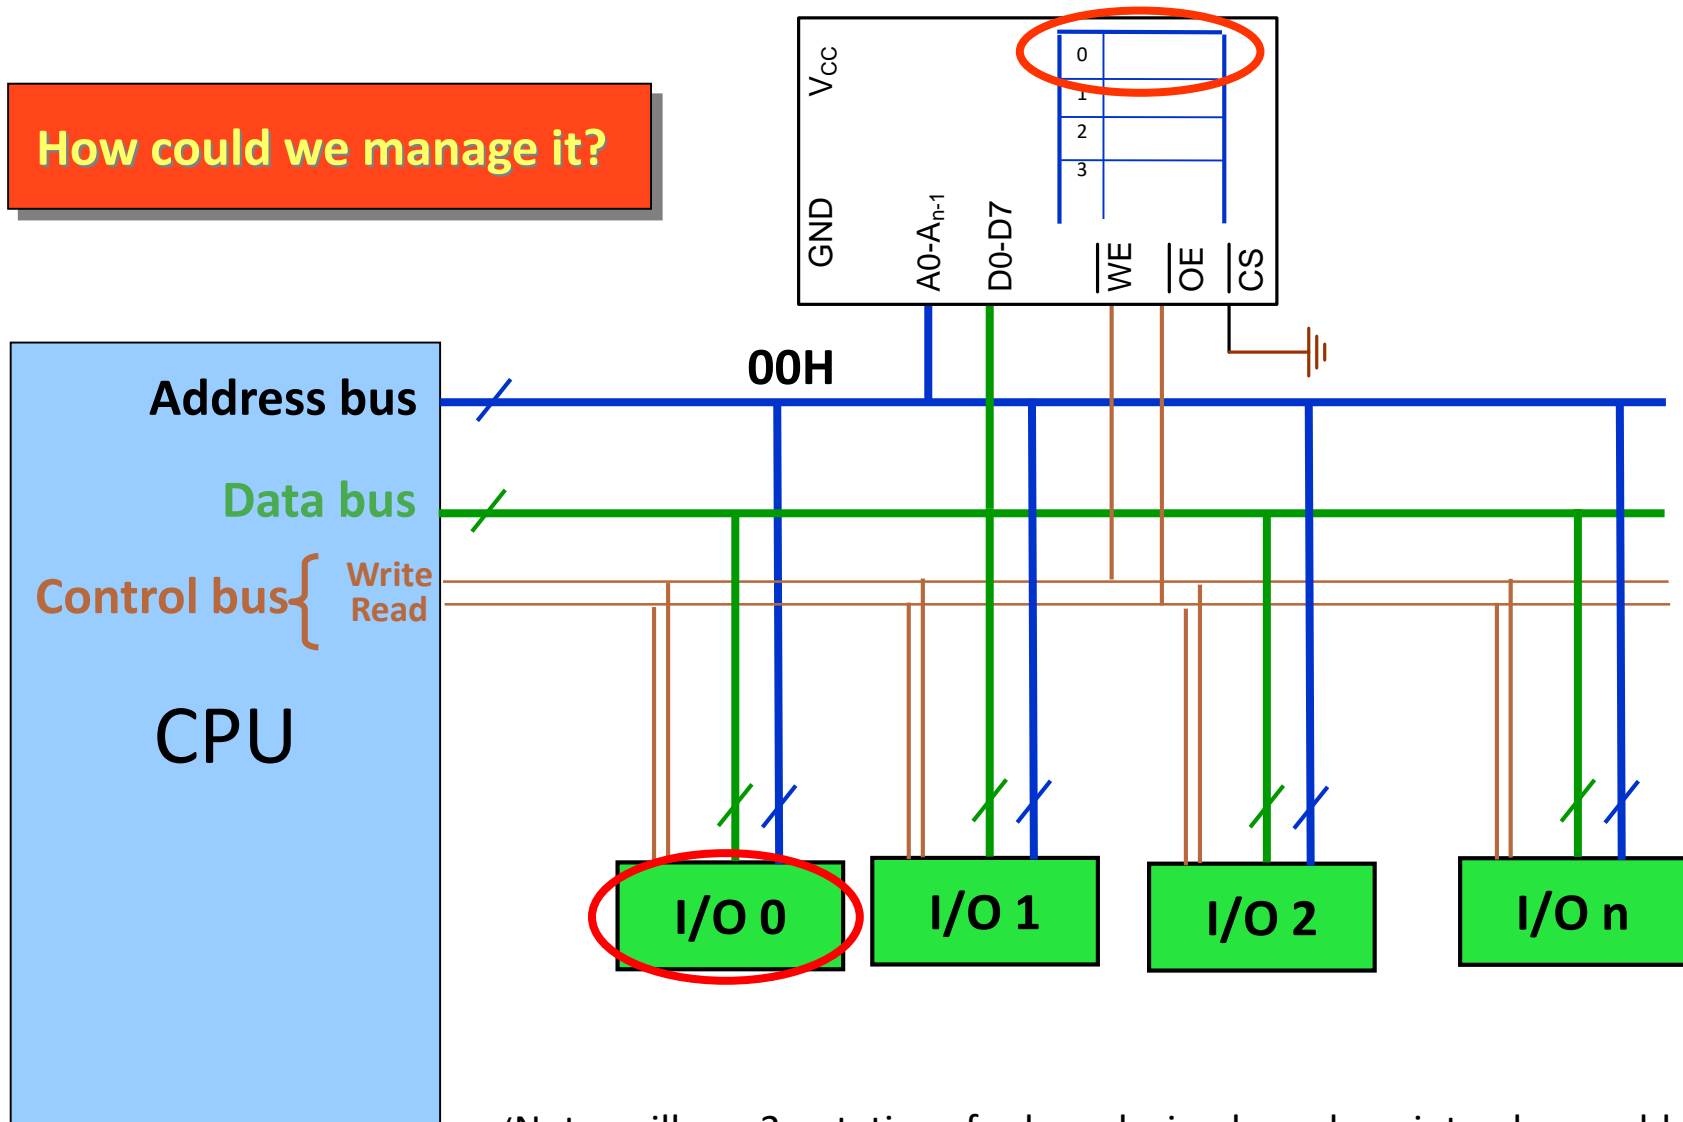 How could we manage it?
VCC
GND
A0-An-1
D0-D7
WE
OE
CS
0
1
2
3
00H
Address bus
Data bus
Control bus
Write
Read
CPU
I/O 0
I/O 1
I/O 2
I/O n